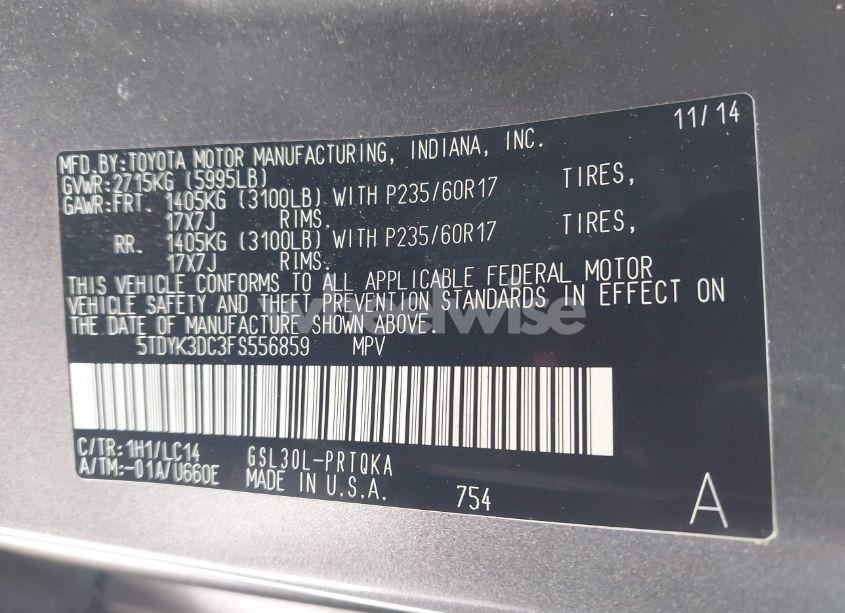 11/14
MFD.BY:TOYOTA MOTOR MANUFACTURING, INDIANA, INC.
GVWR:2715KG (5995LB)
GAWR:FRT. 1405KG (3100LB) WITH P235/60R17 TIRES,
17X7J RIMS.
RR. 1405KG (3100LB) WITH P235/60R17 TIRES,
17X7J RIMS.
THIS VEHICLE CONFORMS TO ALL APPLICABLE FEDERAL MOTOR
VEHICLE SAFETY AND THEFT PREVENTION STANDARDS IN EFFECT ON
THE DATE OF MANUFACTURE SHOWN ABOVE.
5TDYK3DC3FS556859 MPV
C/TR:1H1/LC14 GSL30L-PRTQKA
A/TM:-01A/U660E MADE IN U.S.A. 754 A